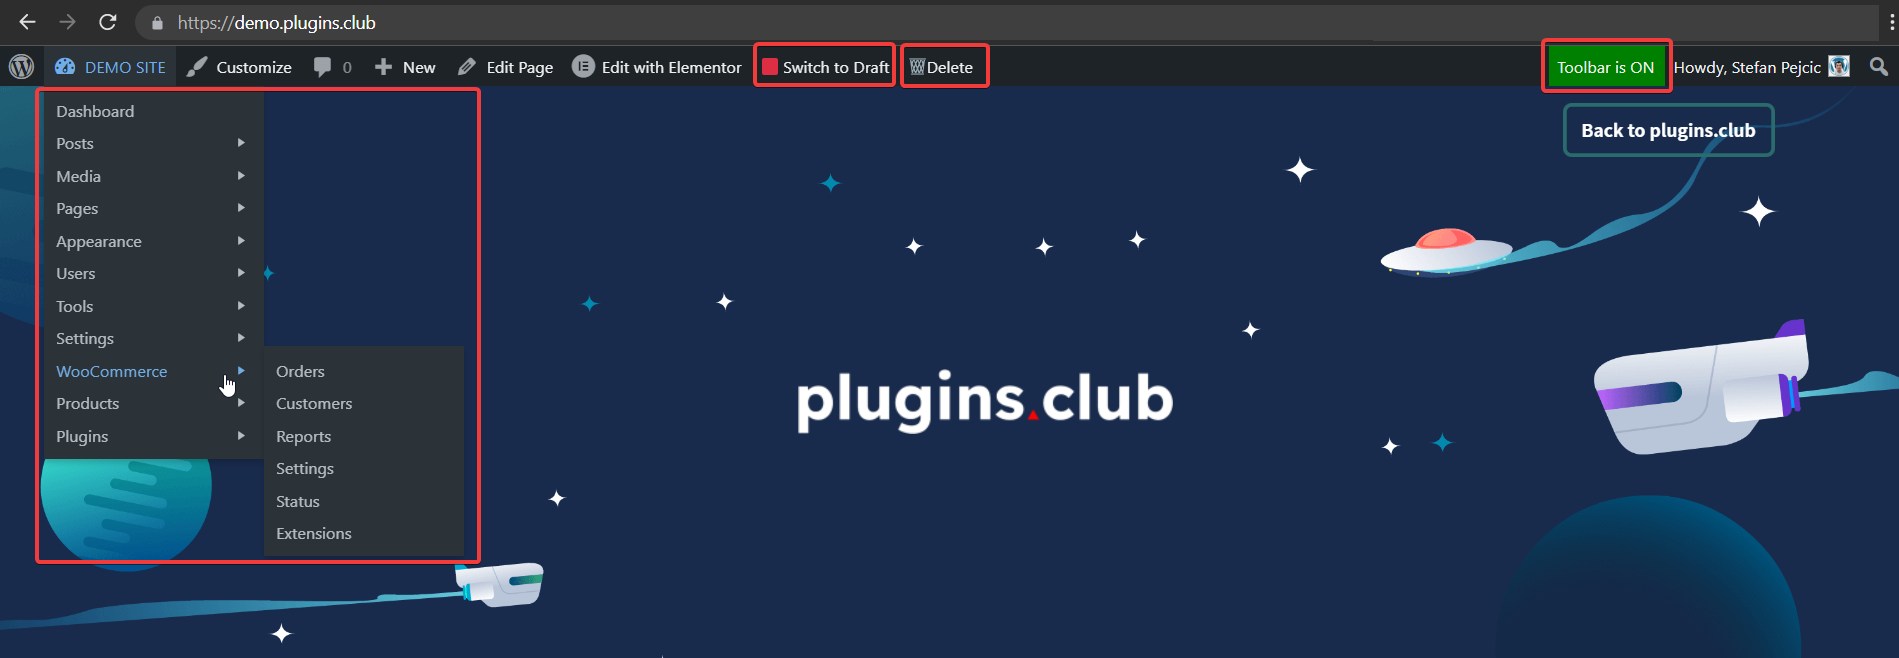 https://demo.plugins.club
DEMO SITE Customize 0 New Edit Page Edit with Elementor Switch to Draft Delete Toolbar is ON Howdy, Stefan Pejcic
Back to plugins.club
Dashboard
Posts
Media
Pages
Appearance
Users
Tools
Settings
WooCommerce
Products
Plugins
Orders
Customers
Reports
Settings
Status
Extensions
plugins.club